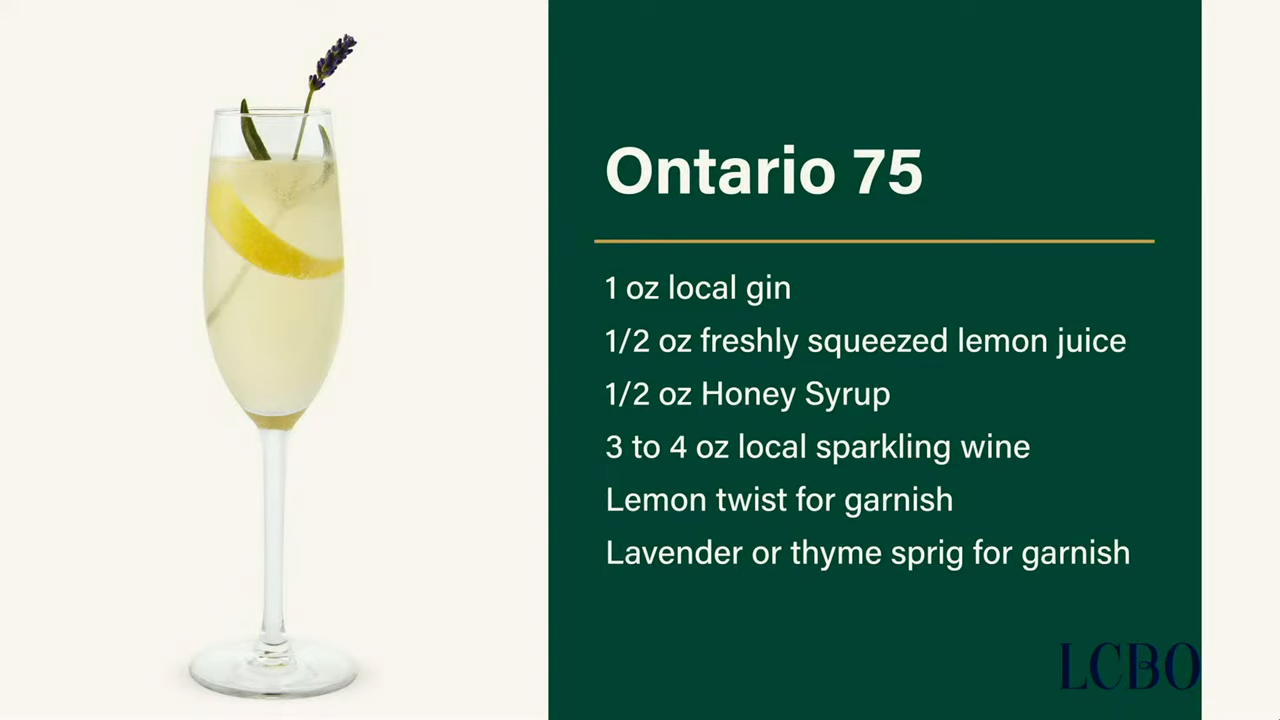 Ontario 75
1 oz local gin
1/2 oz freshly squeezed lemon juice
1/2 oz Honey Syrup
3 to 4 oz local sparkling wine
Lemon twist for garnish
Lavender or thyme sprig for garnish
LCBO